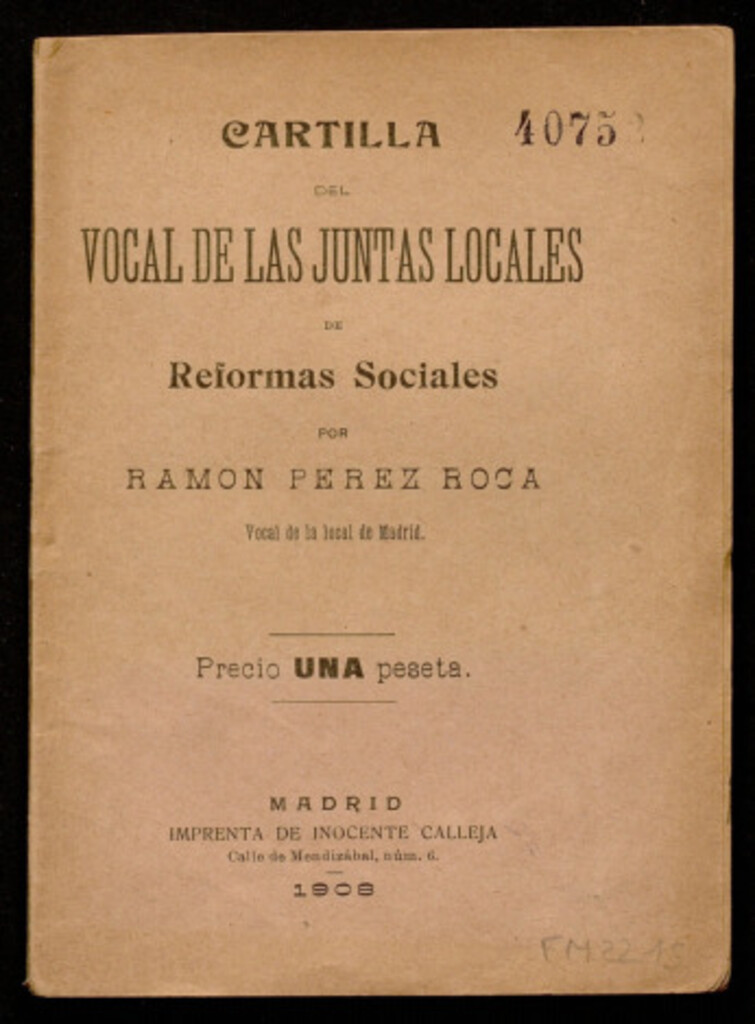 CARTILLA
4075
DEL
VOCAL DE LAS JUNTAS LOCALES
DE
Reformas Sociales
POR
RAMON PEREZ ROCA
Vocal de la local de Madrid.
Precio UNA peseta.
MADRID
IMPRENTA DE INOCENTE CALLEJA
Calle de Mendizábal, núm. 6.
1908